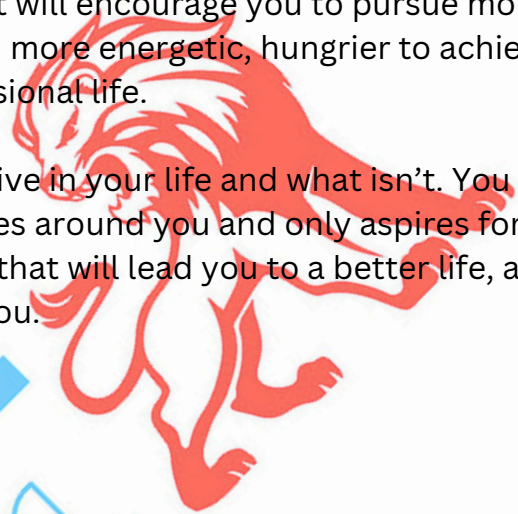 t will encourage you to pursue mo
more energetic, hungrier to achie
sional life.
ive in your life and what isn’t. You
es around you and only aspires for
that will lead you to a better life, a
ou.